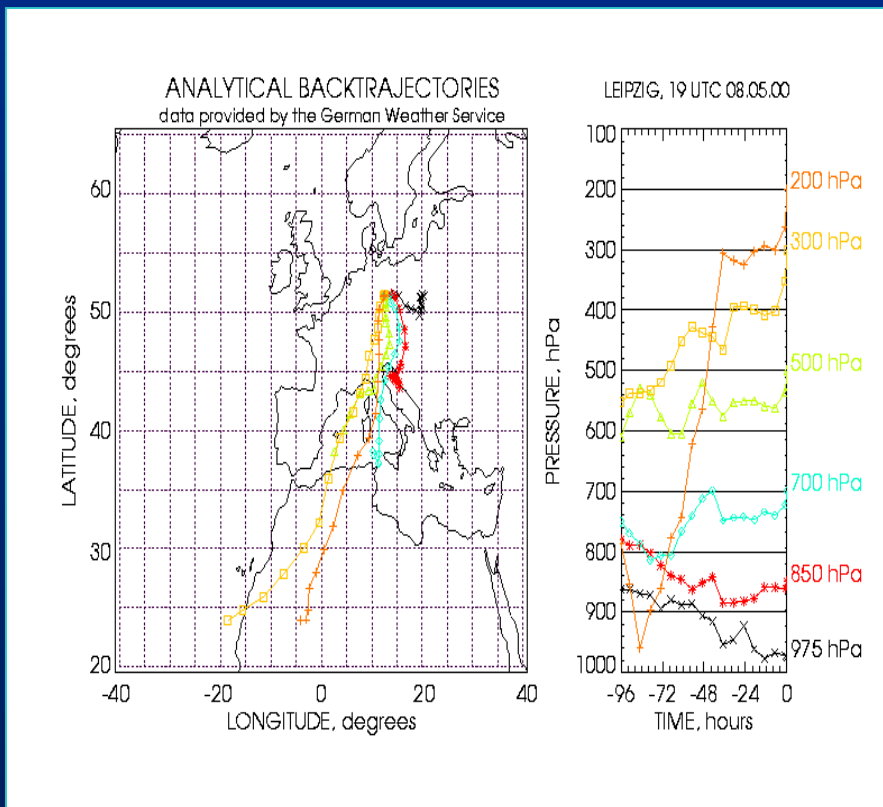 ANALYTICAL BACKTRAJECTORIES
data provided by the German Weather Service
LEIPZIG, 19 UTC 08.05.00
LATITUDE, degrees
60
50
40
30
20
-40
-20
0
20
40
LONGITUDE, degrees
PRESSURE, hPa
100
200
300
400
500
600
700
800
900
1000
-96
-72
-48
-24
0
TIME, hours
200 hPa
300 hPa
500 hPa
700 hPa
850 hPa
975 hPa